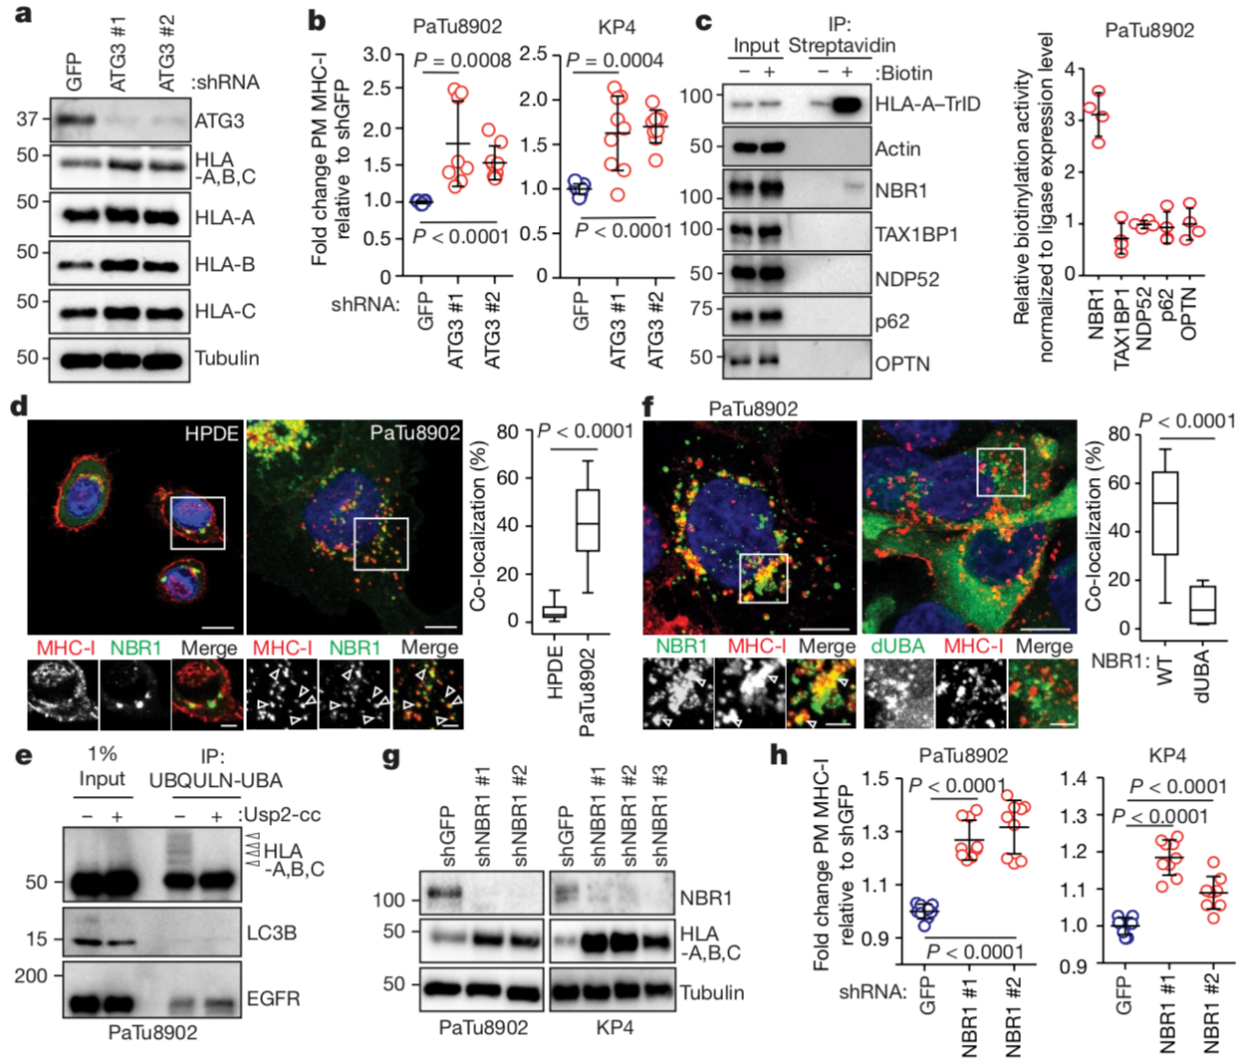 a
GFP
ATG3 #1
ATG3 #2
:shRNA
37
ATG3
50
HLA
-A,B,C
50
HLA-A
50
HLA-B
50
HLA-C
50
Tubulin
b
PaTu8902
KP4
Fold change PM MHC-I
relative to shGFP
3.0
2.5
2.0
1.5
1.0
0.5
0
P = 0.0008
P < 0.0001
2.5
2.0
1.5
1.0
0.5
0
P = 0.0004
P < 0.0001
shRNA:
GFP
ATG3 #1
ATG3 #2
GFP
ATG3 #1
ATG3 #2
c
IP:
Input
Streptavidin
− + − + :Biotin
100
HLA-A–TrID
50
Actin
100
NBR1
100
TAX1BP1
50
NDP52
75
p62
50
OPTN
PaTu8902
Relative biotinylation activity
normalized to ligase expression level
4
3
2
1
0
NBR1
TAX1BP1
NDP52
p62
OPTN
d
HPDE
PaTu8902
MHC-I NBR1 Merge
MHC-I NBR1 Merge
Co-localization (%)
80
60
40
20
0
P < 0.0001
HPDE
PaTu8902
f
PaTu8902
NBR1 MHC-I Merge
dUBA MHC-I Merge
Co-localization (%)
80
60
40
20
0
P < 0.0001
NBR1:
WT
dUBA
e
1%
Input
IP:
UBQULN-UBA
− + − + :Usp2-cc
HLA
-A,B,C
50
15
LC3B
200
EGFR
PaTu8902
g
shGFP
shNBR1 #1
shNBR1 #2
shGFP
shNBR1 #1
shNBR1 #2
shNBR1 #3
100
NBR1
50
HLA
-A,B,C
50
Tubulin
PaTu8902
KP4
h
PaTu8902
KP4
Fold change PM MHC-I
relative to shGFP
1.5
1.3
1.1
0.9
P < 0.0001
P < 0.0001
1.4
1.3
1.2
1.1
1.0
0.9
P < 0.0001
P < 0.0001
shRNA:
GFP
NBR1 #1
NBR1 #2
GFP
NBR1 #1
NBR1 #2